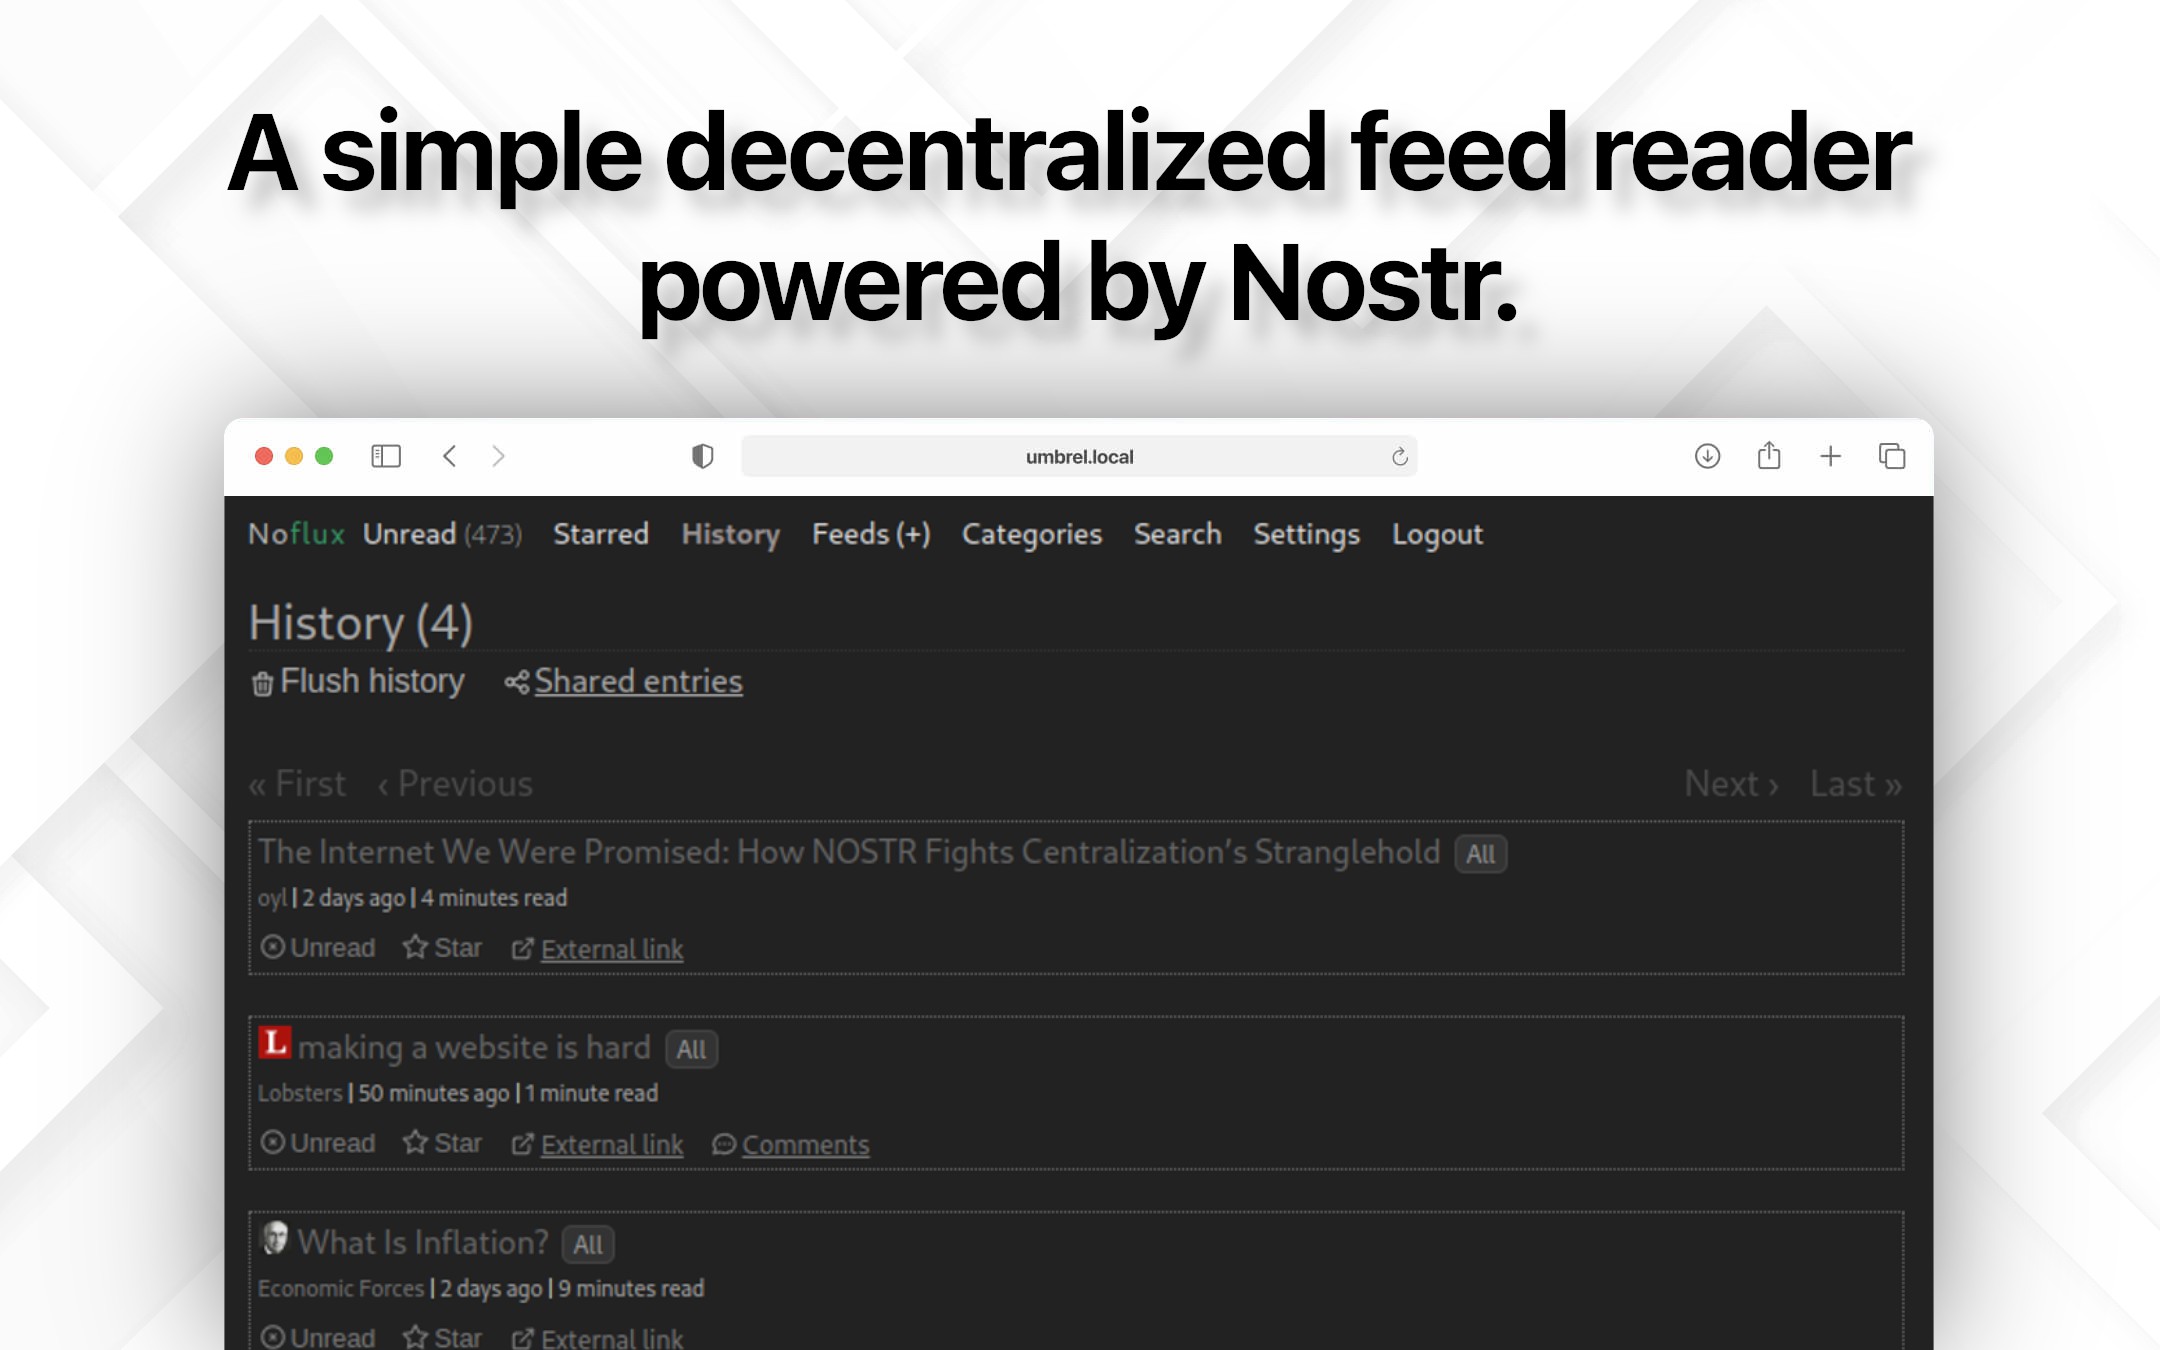 A simple decentralized feed reader
powered by Nostr.
umbrel.local
Noflux Unread (473) Starred History Feeds (+) Categories Search Settings Logout
History (4)
Flush history Shared entries
« First ‹ Previous Next › Last »
The Internet We Were Promised: How NOSTR Fights Centralization’s Stranglehold All
oyl | 2 days ago | 4 minutes read
Unread Star External link
L making a website is hard All
Lobsters | 50 minutes ago | 1 minute read
Unread Star External link Comments
What Is Inflation? All
Economic Forces | 2 days ago | 9 minutes read
Unread Star External link